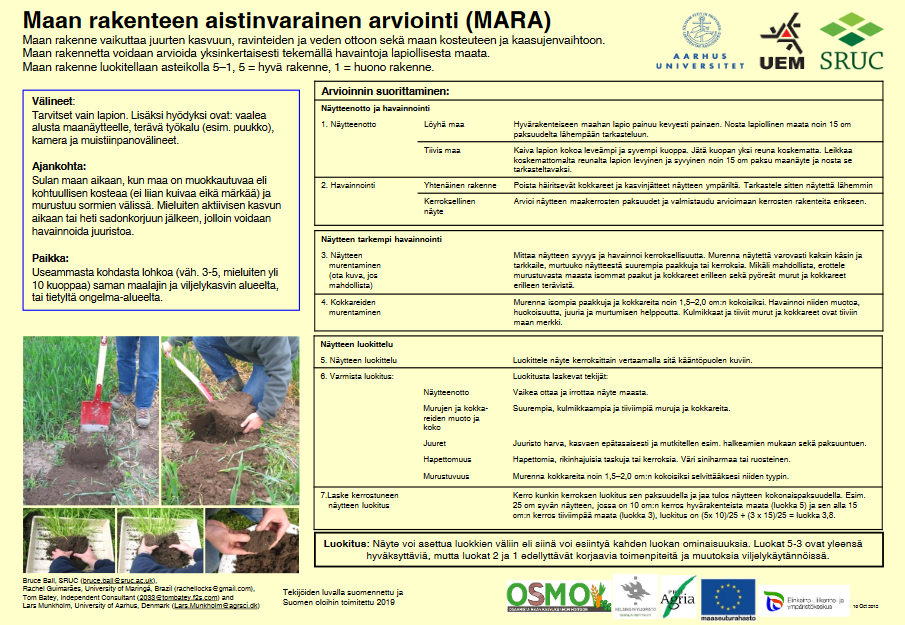 Maan rakenteen aistinvarainen arviointi (MARA)
Maan rakenne vaikuttaa juurten kasvuun, ravinteiden ja veden ottoon sekä maan kosteuteen ja kaasujenvaihtoon.
Maan rakennetta voidaan arvioida yksinkertaisesti tekemällä havaintoja lapiollisesta maata.
Maan rakenne luokitellaan asteikolla 5–1, 5 = hyvä rakenne, 1 = huono rakenne.
AARHUS
UNIVERSITET
UEM
SRUC
Välineet:
Tarvitset vain lapion. Lisäksi hyödyksi ovat: vaalea
alusta maanäytteelle, terävä työkalu (esim. puukko),
kamera ja muistiinpanovälineet.
Ajankohta:
Sulan maan aikaan, kun maa on muokkautuvaa eli
kohtuullisen kosteaa (ei liian kuivaa eikä märkää) ja
murustuu sormien välissä. Mieluiten aktiivisen kasvun
aikaan tai heti sadonkorjuun jälkeen, jolloin voidaan
havainnoida juuristoa.
Paikka:
Useammasta kohdasta lohkoa (väh. 3-5, mieluiten yli
10 kuoppaa) saman maalajin ja viljelykasvin alueelta,
tai tietyltä ongelma-alueelta.
Arvioinnin suorittaminen:
Näytteenotto ja havainnointi
1. Näytteenotto Löyhä maa Hyvärakenteiseen maahan lapio painuu kevyesti painaen. Nosta lapiollinen maata noin 15 cm
paksuudelta lähempään tarkasteluun.
Tiivis maa Kaiva lapion kokoa leveämpi ja syvempi kuoppa. Jätä kuopan yksi reuna koskematta. Leikkaa
koskemattomalta reunalta lapion levyinen ja syvyinen noin 15 cm paksu maanäyte ja nosta se
tarkasteltavaksi.
2. Havainnointi Yhtenäinen rakenne Poista häiritsevät kokkareet ja kasvinjätteet näytteen ympäriltä. Tarkastele sitten näytettä lähemmin
Kerroksellinen Arvioi näytteen maakerrosten paksuudet ja valmistaudu arvioimaan kerrosten rakenteita erikseen.
näyte
Näytteen tarkempi havainnointi
3. Näytteen Mittaa näytteen syvyys ja havainnoi kerroksellisuutta. Murenna näytettä varovasti kaksin käsin ja
murentaminen tarkkaile, murtuuko näytteestä suurempia paakkuja tai kerroksia. Mikäli mahdollista, erottele
(ota kuva, jos murustuvasta maasta isommat paakut ja kokkareet erilleen sekä pyöreät murut ja kokkareet
mahdollista) erilleen terävistä.
4. Kokkareiden Murenna isompia paakkuja ja kokkareita noin 1,5–2,0 cm:n kokoisiksi. Havainnoi niiden muotoa,
murentaminen huokoisuutta, juuria ja murtumisen helppoutta. Kulmikkaat ja tiiviit murut ja kokkareet ovat tiiviin
maan merkki.
Näytteen luokittelu
5. Näytteen luokittelu Luokittele näyte kerroksittain vertaamalla sitä kääntöpuolen kuviin.
6. Varmista luokitus: Luokitusta laskevat tekijät:
Näytteenotto Vaikea ottaa ja irrottaa näyte maasta.
Murujen ja kokka- Suurempia, kulmikkaampia ja tiiviimpiä muruja ja kokkareita.
reiden muoto ja
koko
Juuret Juuristo harva, kasvaen epätasaisesti ja mutkitellen esim. halkeamien mukaan sekä paksuuntuen.
Hapettomuus Hapettomia, rikinhajuisia taskuja tai kerroksia. Väri siniharmaa tai ruosteinen.
Murustuvuus Murenna kokkareita noin 1,5–2,0 cm:n kokoisiksi selvittääksesi niiden tyypin.
7.Laske kerrostuneen Kerro kunkin kerroksen luokitus sen paksuudella ja jaa tulos näytteen kokonaispaksuudella. Esim.
näytteen luokitus 25 cm syvän näytteen, jossa on 10 cm:n kerros hyvärakenteista maata (luokka 5) ja sen alla 15
cm:n kerros tiiviimpää maata (luokka 3), luokitus on (5x 10)/25 + (3 x 15)/25 = luokka 3,8.
Luokitus: Näyte voi asettua luokkien väliin eli siinä voi esiintyä kahden luokan ominaisuuksia. Luokat 5-3 ovat yleensä
hyväksyttäviä, mutta luokat 2 ja 1 edellyttävät korjaavia toimenpiteitä ja muutoksia viljelykäytännöissä.
Bruce Ball, SRUC (bruce.ball@sruc.ac.uk),
Rachel Guimarães, University of Maringá, Brazil (rachellocks@gmail.com),
Tom Batey, Independent Consultant (2033@tombatey.f2s.com) and
Lars Munkholm, University of Aarhus, Denmark (Lars.Munkholm@agrsci.dk)
Tekijöiden luvalla suomennettu ja
Suomen oloihin toimitettu 2019
OSMO
Pro
Agria
maaseuturahasto
Elinkeino-, liikenne- ja
ympäristökeskus
10 Oct 2012